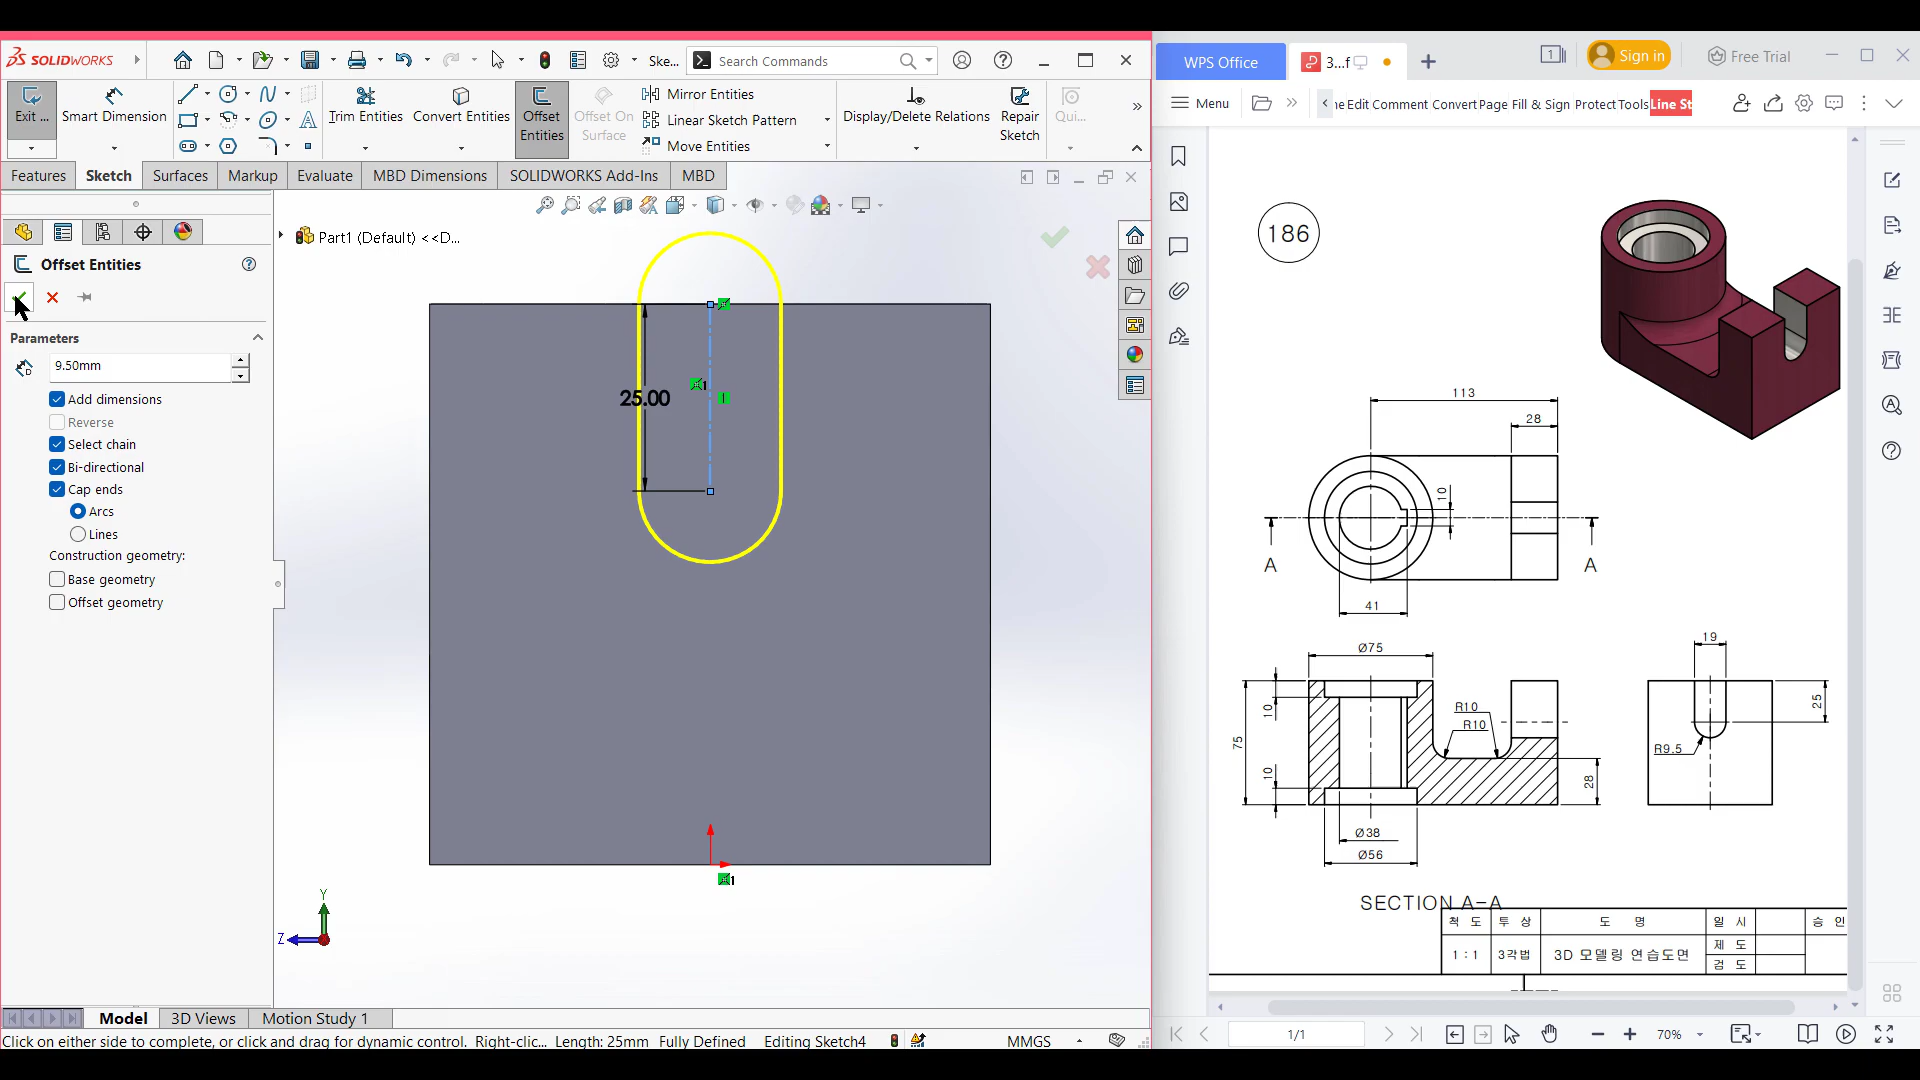 SOLIDWORKS
Ske...
Search Commands
Exit ...
Smart Dimension
Trim Entities
Convert Entities
Offset Entities
Offset On Surface
Mirror Entities
Linear Sketch Pattern
Move Entities
Display/Delete Relations
Repair Sketch
Qui...
Features
Sketch
Surfaces
Markup
Evaluate
MBD Dimensions
SOLIDWORKS Add-Ins
MBD
Part1 (Default) <<D...
Offset Entities
Parameters
9.50mm
Add dimensions
Reverse
Select chain
Bi-directional
Cap ends
Arcs
Lines
Construction geometry:
Base geometry
Offset geometry
25.00
1
1
Y
Z
Model
3D Views
Motion Study 1
Click on either side to complete, or click and drag for dynamic control. Right-clic...
Length: 25mm
Fully Defined
Editing Sketch4
MMGS
WPS Office
3...f
1
Sign in
Free Trial
Menu
Edit
Comment
Convert
Page
Fill & Sign
Protect
Tools
Line St
186
113
28
10
A
A
41
Ø75
10
75
10
R10
R10
28
Ø38
Ø56
19
25
R9.5
SECTION A-A
척 도
투 상
도 명
일 시
승 인
1 : 1
3각법
3D 모델링 연습도면
제 도
검 도
1/1
70%